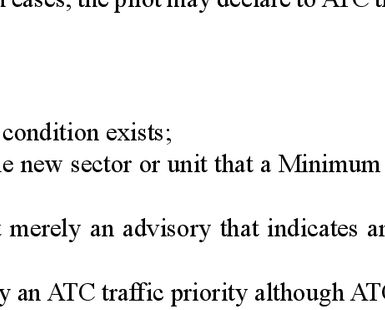 cases, the pilot may declare to ATC
condition exists;
new sector or unit that a Minimum
merely an advisory that indicates
an ATC traffic priority although ATC